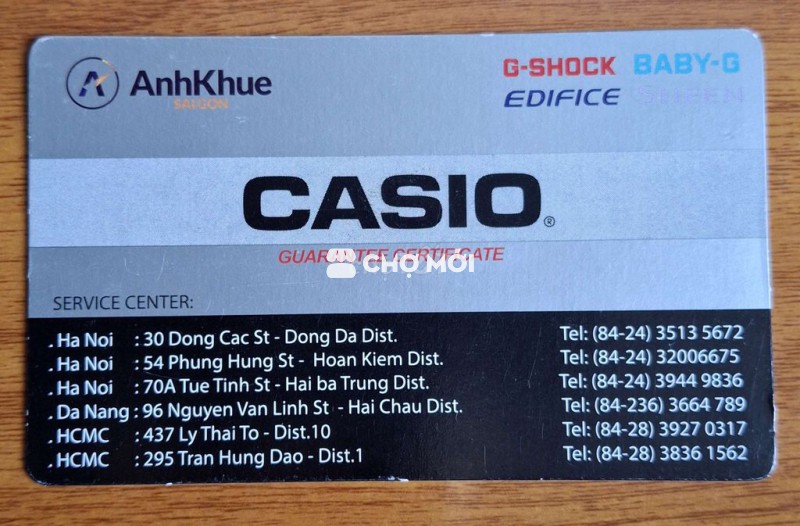 AnhKhue
SAIGON
G-SHOCK BABY-G
EDIFICE SHEEN
CASIO®
GUARANTEE CERTIFICATE
CHỢ MỚI
SERVICE CENTER:
. Ha Noi : 30 Dong Cac St - Dong Da Dist. Tel: (84-24) 3513 5672
. Ha Noi : 54 Phung Hung St - Hoan Kiem Dist. Tel: (84-24) 32006675
. Ha Noi : 70A Tue Tinh St - Hai ba Trung Dist. Tel: (84-24) 3944 9836
. Da Nang : 96 Nguyen Van Linh St - Hai Chau Dist. Tel: (84-236) 3664 789
. HCMC : 437 Ly Thai To - Dist.10 Tel: (84-28) 3927 0317
. HCMC : 295 Tran Hung Dao - Dist.1 Tel: (84-28) 3836 1562